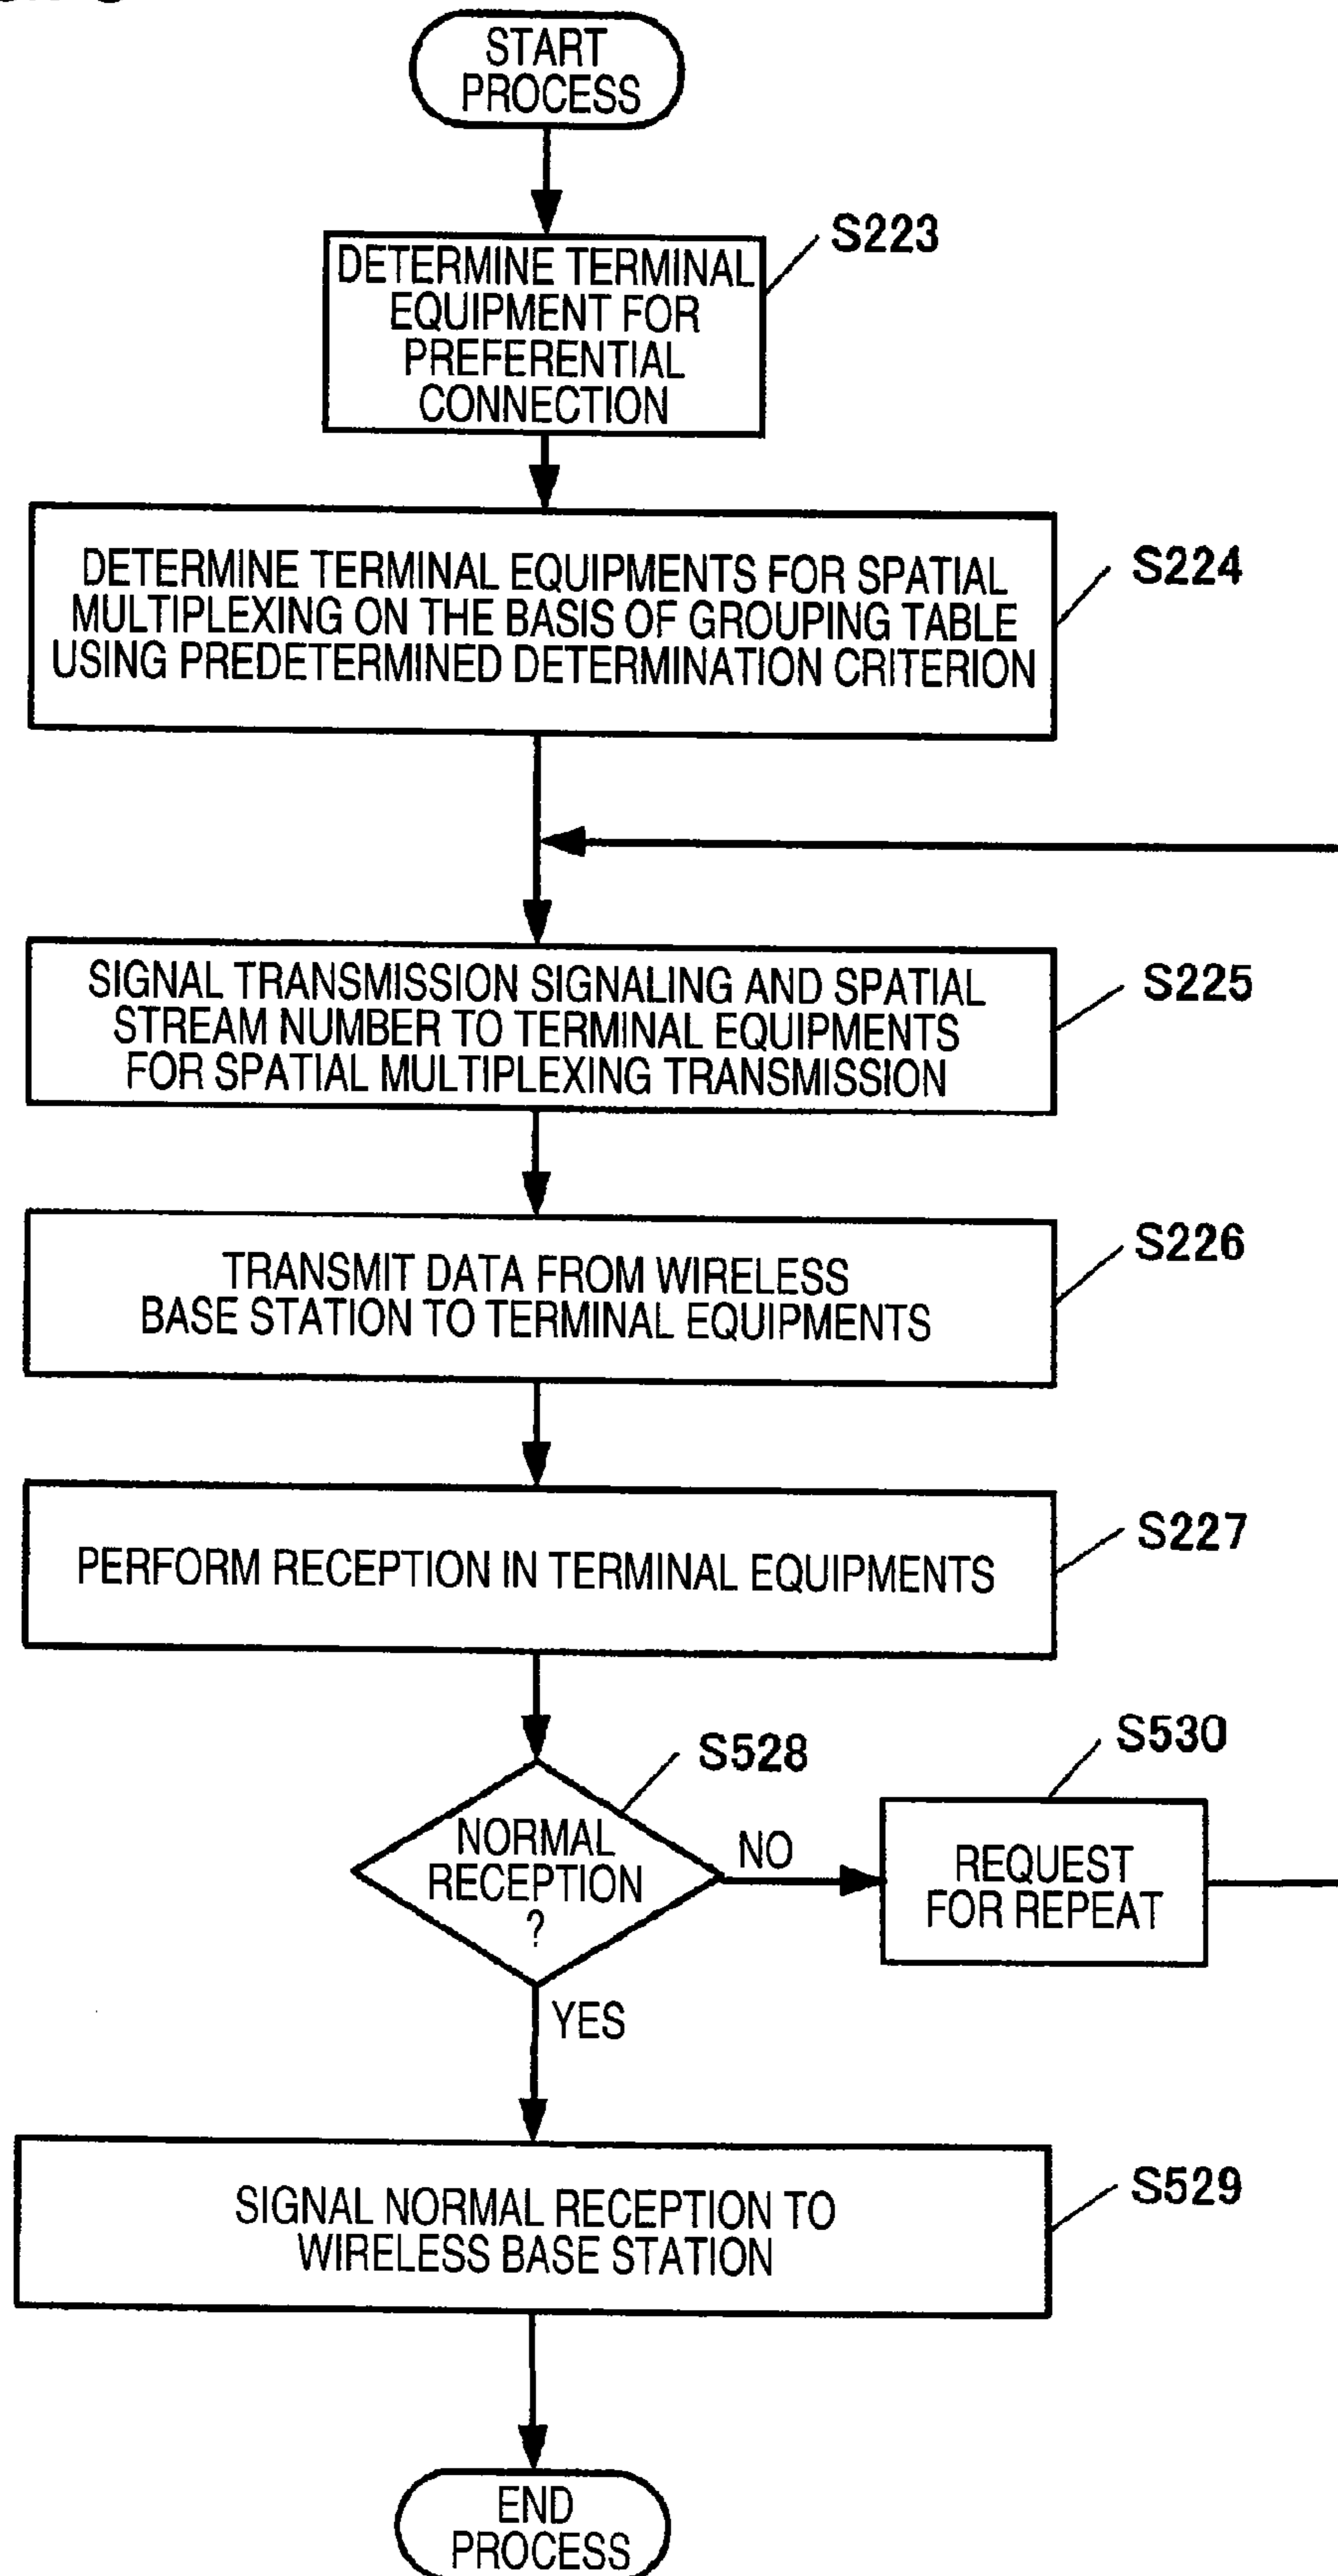 START
PROCESS
S223
DETERMINE TERMINAL
EQUIPMENT FOR
PREFERENTIAL
CONNECTION
S224
DETERMINE TERMINAL EQUIPMENTS FOR SPATIAL
MULTIPLEXING ON THE BASIS OF GROUPING TABLE
USING PREDETERMINED DETERMINATION CRITERION
S225
SIGNAL TRANSMISSION SIGNALING AND SPATIAL
STREAM NUMBER TO TERMINAL EQUIPMENTS
FOR SPATIAL MULTIPLEXING TRANSMISSION
S226
TRANSMIT DATA FROM WIRELESS
BASE STATION TO TERMINAL EQUIPMENTS
S227
PERFORM RECEPTION IN TERMINAL EQUIPMENTS
S528
NORMAL
RECEPTION
?
NO
S530
REQUEST
FOR REPEAT
YES
S529
SIGNAL NORMAL RECEPTION TO
WIRELESS BASE STATION
END
PROCESS